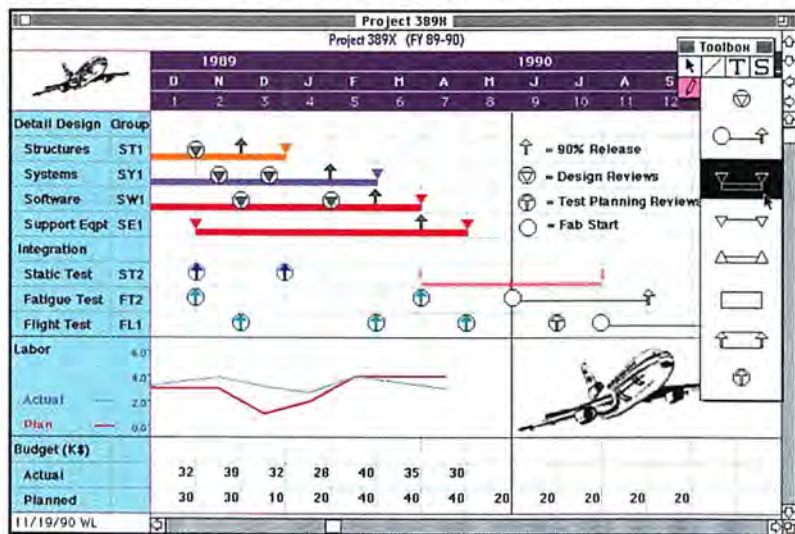 Project 389X
Project 389X (FY 89-90)
Toolbox
T S
1989 1990
D N D J F M A M J J A S
1 2 3 4 5 6 7 8 9 10 11 12
Detail Design Group
Structures ST1
Systems SY1
Software SW1
Support Eqpt SE1
Integration
Static Test ST2
Fatigue Test FT2
Flight Test FL1
= 90% Release
= Design Reviews
= Test Planning Reviews
= Fab Start
Labor
6.0
4.0
Actual
2.0
Plan
0.0
Budget (K$)
Actual 32 39 32 28 40 35 30
Planned 30 30 10 20 40 40 40 20 20 20 20 20
11/19/90 WL